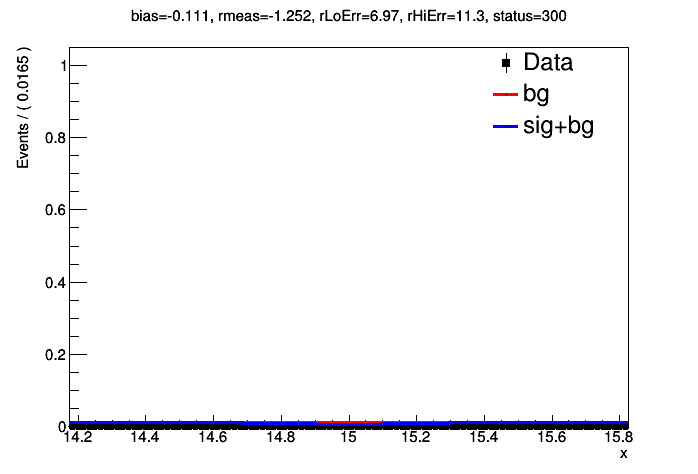 bias=-0.111, rmeas=-1.252, rLoErr=6.97, rHiErr=11.3, status=300
Events / ( 0.0165 )
1
0.8
0.6
0.4
0.2
0
Data
bg
sig+bg
14.2 14.4 14.6 14.8 15 15.2 15.4 15.6 15.8
x